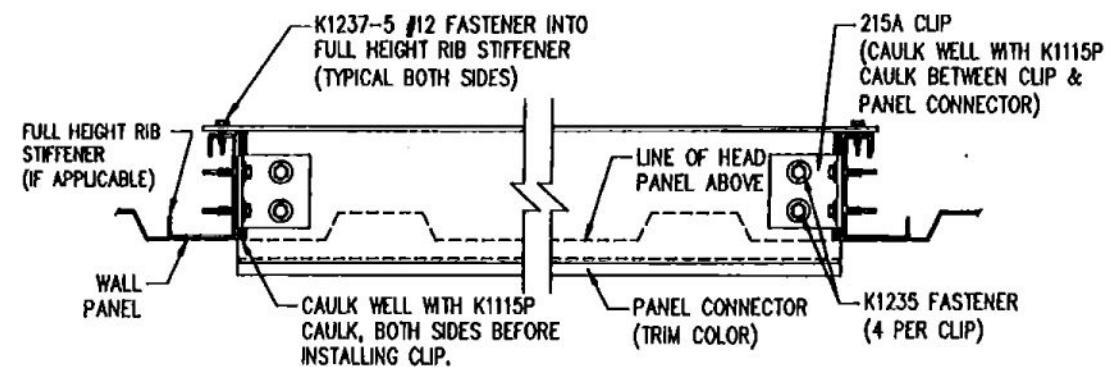 K1237-5 #12 FASTENER INTO
FULL HEIGHT RIB STIFFENER
(TYPICAL BOTH SIDES)
215A CLIP
(CAULK WELL WITH K1115P
CAULK BETWEEN CLIP &
PANEL CONNECTOR)
FULL HEIGHT RIB
STIFFENER
(IF APPLICABLE)
LINE OF HEAD
PANEL ABOVE
WALL
PANEL
CAULK WELL WITH K1115P
CAULK, BOTH SIDES BEFORE
INSTALLING CLIP.
PANEL CONNECTOR
(TRIM COLOR)
K1235 FASTENER
(4 PER CLIP)